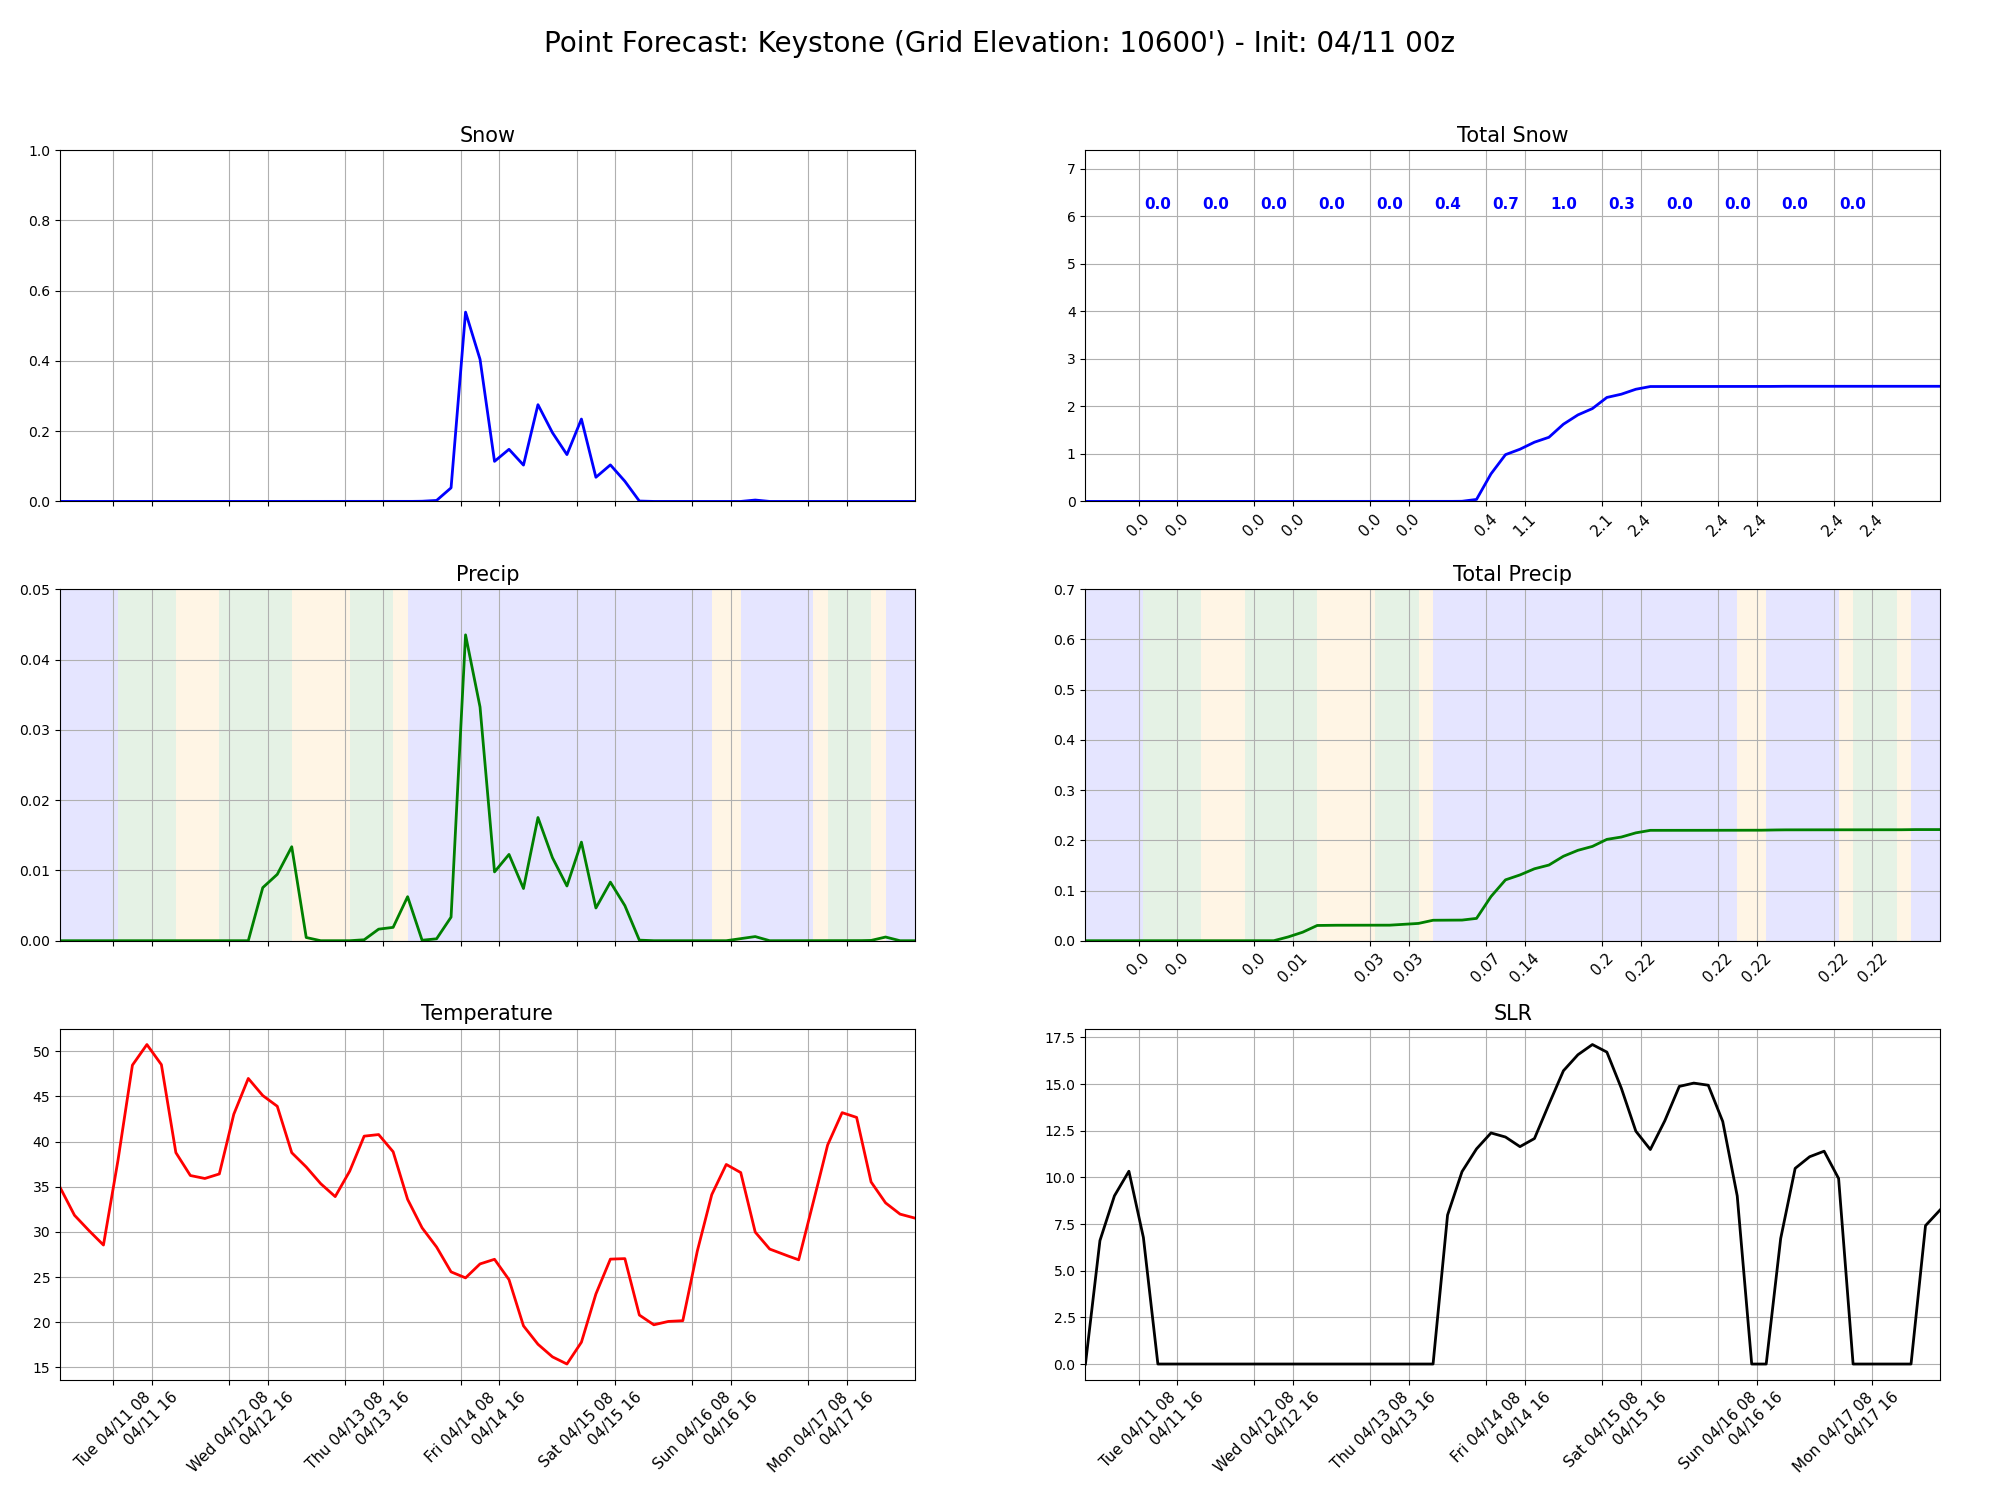 Point Forecast: Keystone (Grid Elevation: 10600') - Init: 04/11 00z
Snow
1.0
0.8
0.6
0.4
0.2
0.0
Total Snow
7
6
5
4
3
2
1
0
0.0 0.0 0.0 0.0 0.0 0.4 0.7 1.0 0.3 0.0 0.0 0.0 0.0
0.0 0.0 0.0 0.0 0.0 0.0 0.4 1.1 2.1 2.4 2.4 2.4 2.4 2.4
Precip
0.05
0.04
0.03
0.02
0.01
0.00
Total Precip
0.7
0.6
0.5
0.4
0.3
0.2
0.1
0.0
0.0 0.0 0.0 0.01 0.03 0.03 0.07 0.14 0.2 0.22 0.22 0.22 0.22 0.22
Temperature
50
45
40
35
30
25
20
15
Tue 04/11 08
04/11 16
Wed 04/12 08
04/12 16
Thu 04/13 08
04/13 16
Fri 04/14 08
04/14 16
Sat 04/15 08
04/15 16
Sun 04/16 08
04/16 16
Mon 04/17 08
04/17 16
SLR
17.5
15.0
12.5
10.0
7.5
5.0
2.5
0.0
Tue 04/11 08
04/11 16
Wed 04/12 08
04/12 16
Thu 04/13 08
04/13 16
Fri 04/14 08
04/14 16
Sat 04/15 08
04/15 16
Sun 04/16 08
04/16 16
Mon 04/17 08
04/17 16